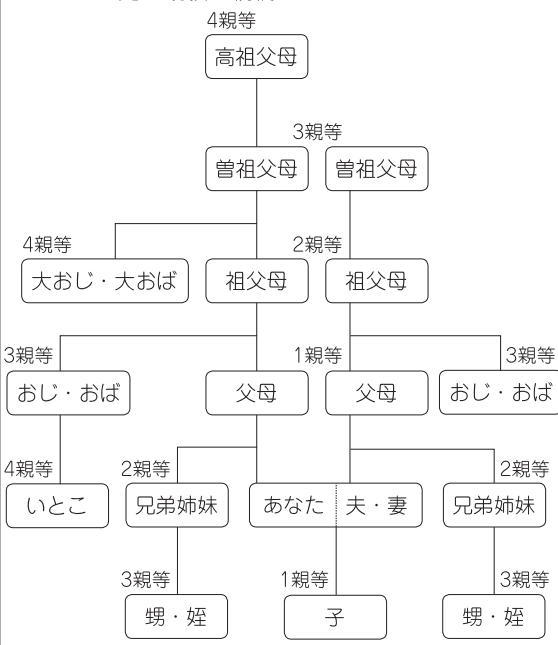 4親等
高祖父母
3親等
曽祖父母 曽祖父母
4親等 2親等
大おじ・大おば 祖父母 祖父母
3親等 1親等 3親等
おじ・おば 父母 父母 おじ・おば
4親等 2親等 2親等
いとこ 兄弟姉妹 あなた 夫・妻 兄弟姉妹
3親等 1親等 3親等
甥・姪 子 甥・姪